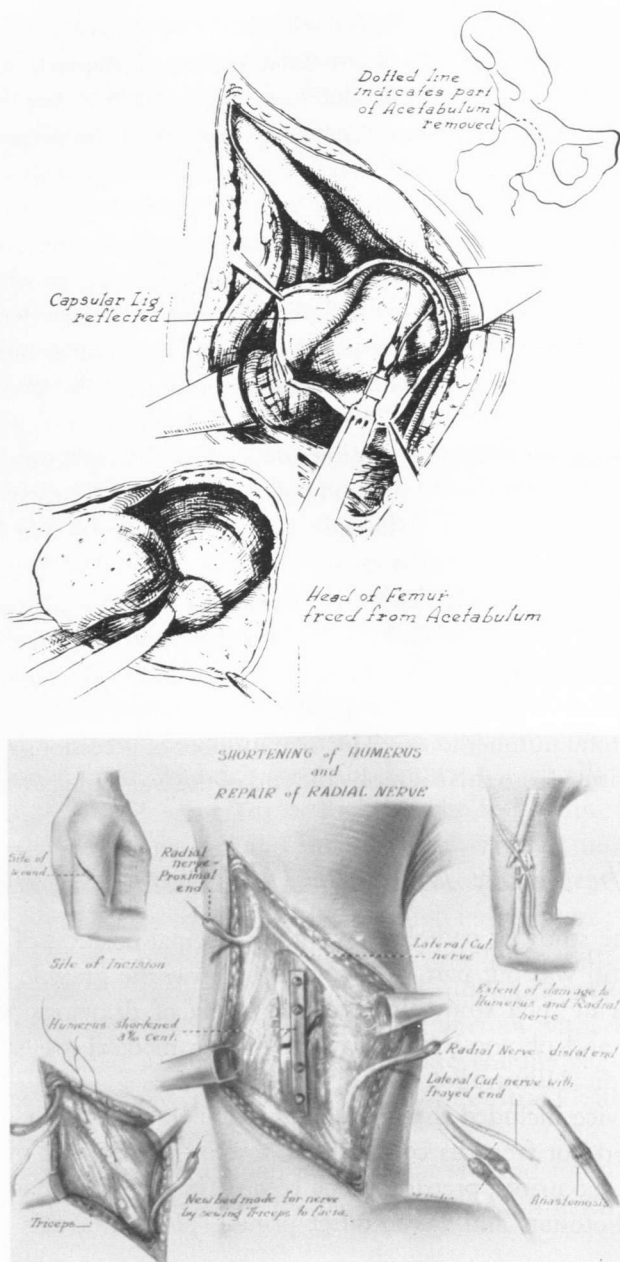 Dotted line
indicates part
of Acetabulum
removed
Capsular Lig
reflected
Head of Femur
freed from Acetabulum
SHORTENING of HUMERUS
and
REPAIR of RADIAL NERVE
Site of
wound
Radial
nerve-
Proximal
end
Lateral Cut.
nerve
Site of Incision
Extent of damage to
Humerus and Radial
nerve
Humerus shortened
cent.
Radial Nerve-distal end
Lateral Cut. nerve with
frayed end
New bed made for nerve
by sewing Triceps to facia.
Triceps
Anastomosis